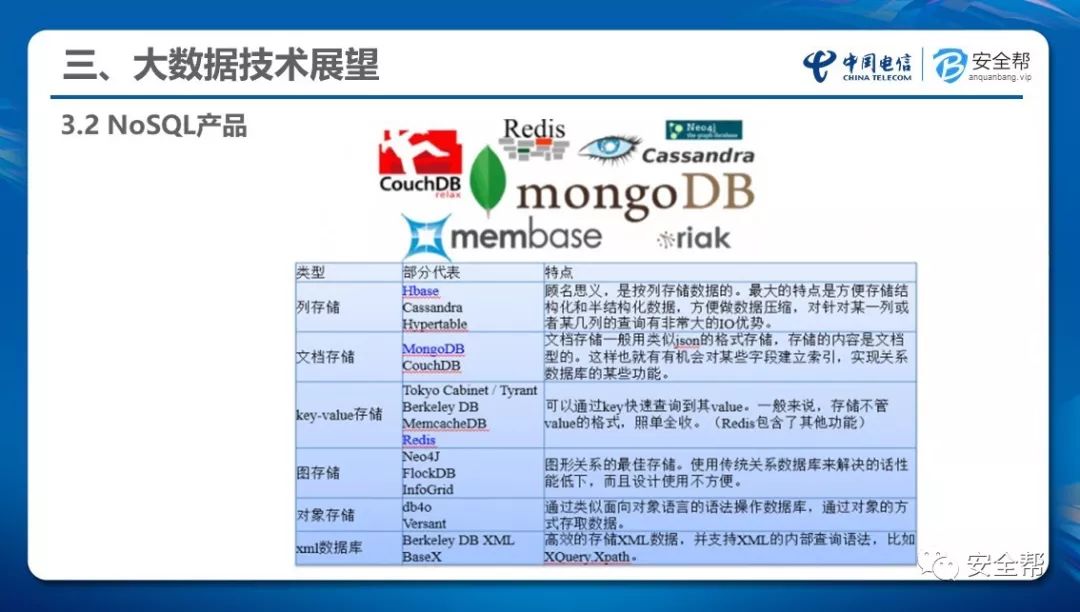 三、大数据技术展望
中国电信
CHINA TELECOM
安全帮
anquanbang.vip
3.2 NoSQL产品
Redis
Neo4j
the graph database
CouchDB
relax
Cassandra
mongoDB
membase
riak
类型
部分代表
特点
列存储
Hbase
Cassandra
Hypertable
顾名思义，是按列存储数据的。最大的特点是方便存储结
构化和半结构化数据，方便做数据压缩，对针对某一列或
者某几列的查询有非常大的IO优势。
文档存储
MongoDB
CouchDB
文档存储一般用类似json的格式存储，存储的内容是文档
型的。这样也就有有机会对某些字段建立索引，实现关系
数据库的某些功能。
key-value存储
Tokyo Cabinet / Tyrant
Berkeley DB
MemcacheDB
Redis
可以通过key快速查询到其value。一般来说，存储不管
value的格式，照单全收。（Redis包含了其他功能）
图存储
Neo4J
FlockDB
InfoGrid
图形关系的最佳存储。使用传统关系数据库来解决的话性
能低下，而且设计使用不方便。
对象存储
db4o
Versant
通过类似面向对象语言的语法操作数据库，通过对象的方
式存取数据。
xml数据库
Berkeley DB XML
BaseX
高效的存储XML数据，并支持XML的内部查询语法，比如
XQuery,Xpath。
安全帮